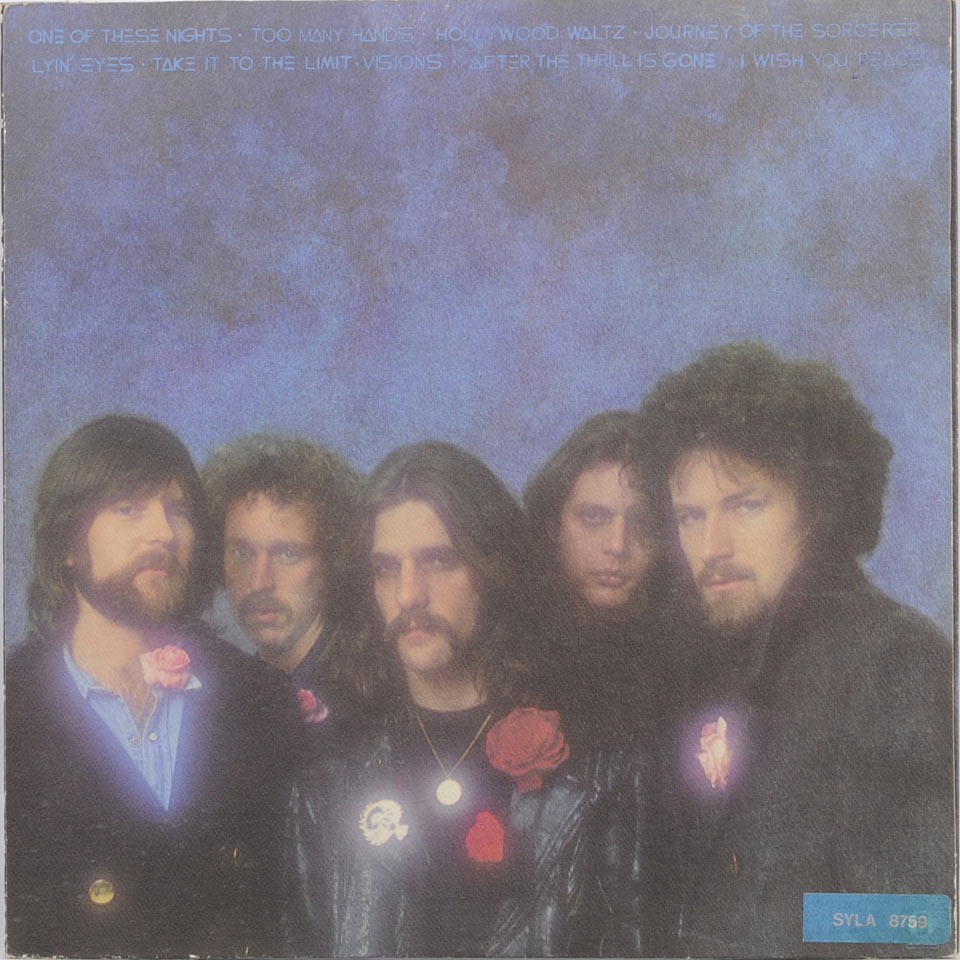 ONE OF THESE NIGHTS · TOO MANY HANDS · HOLLYWOOD WALTZ · JOURNEY OF THE SORCERER
LYIN' EYES · TAKE IT TO THE LIMIT · VISIONS · AFTER THE THRILL IS GONE · I WISH YOU PEACE
SYLA 8759